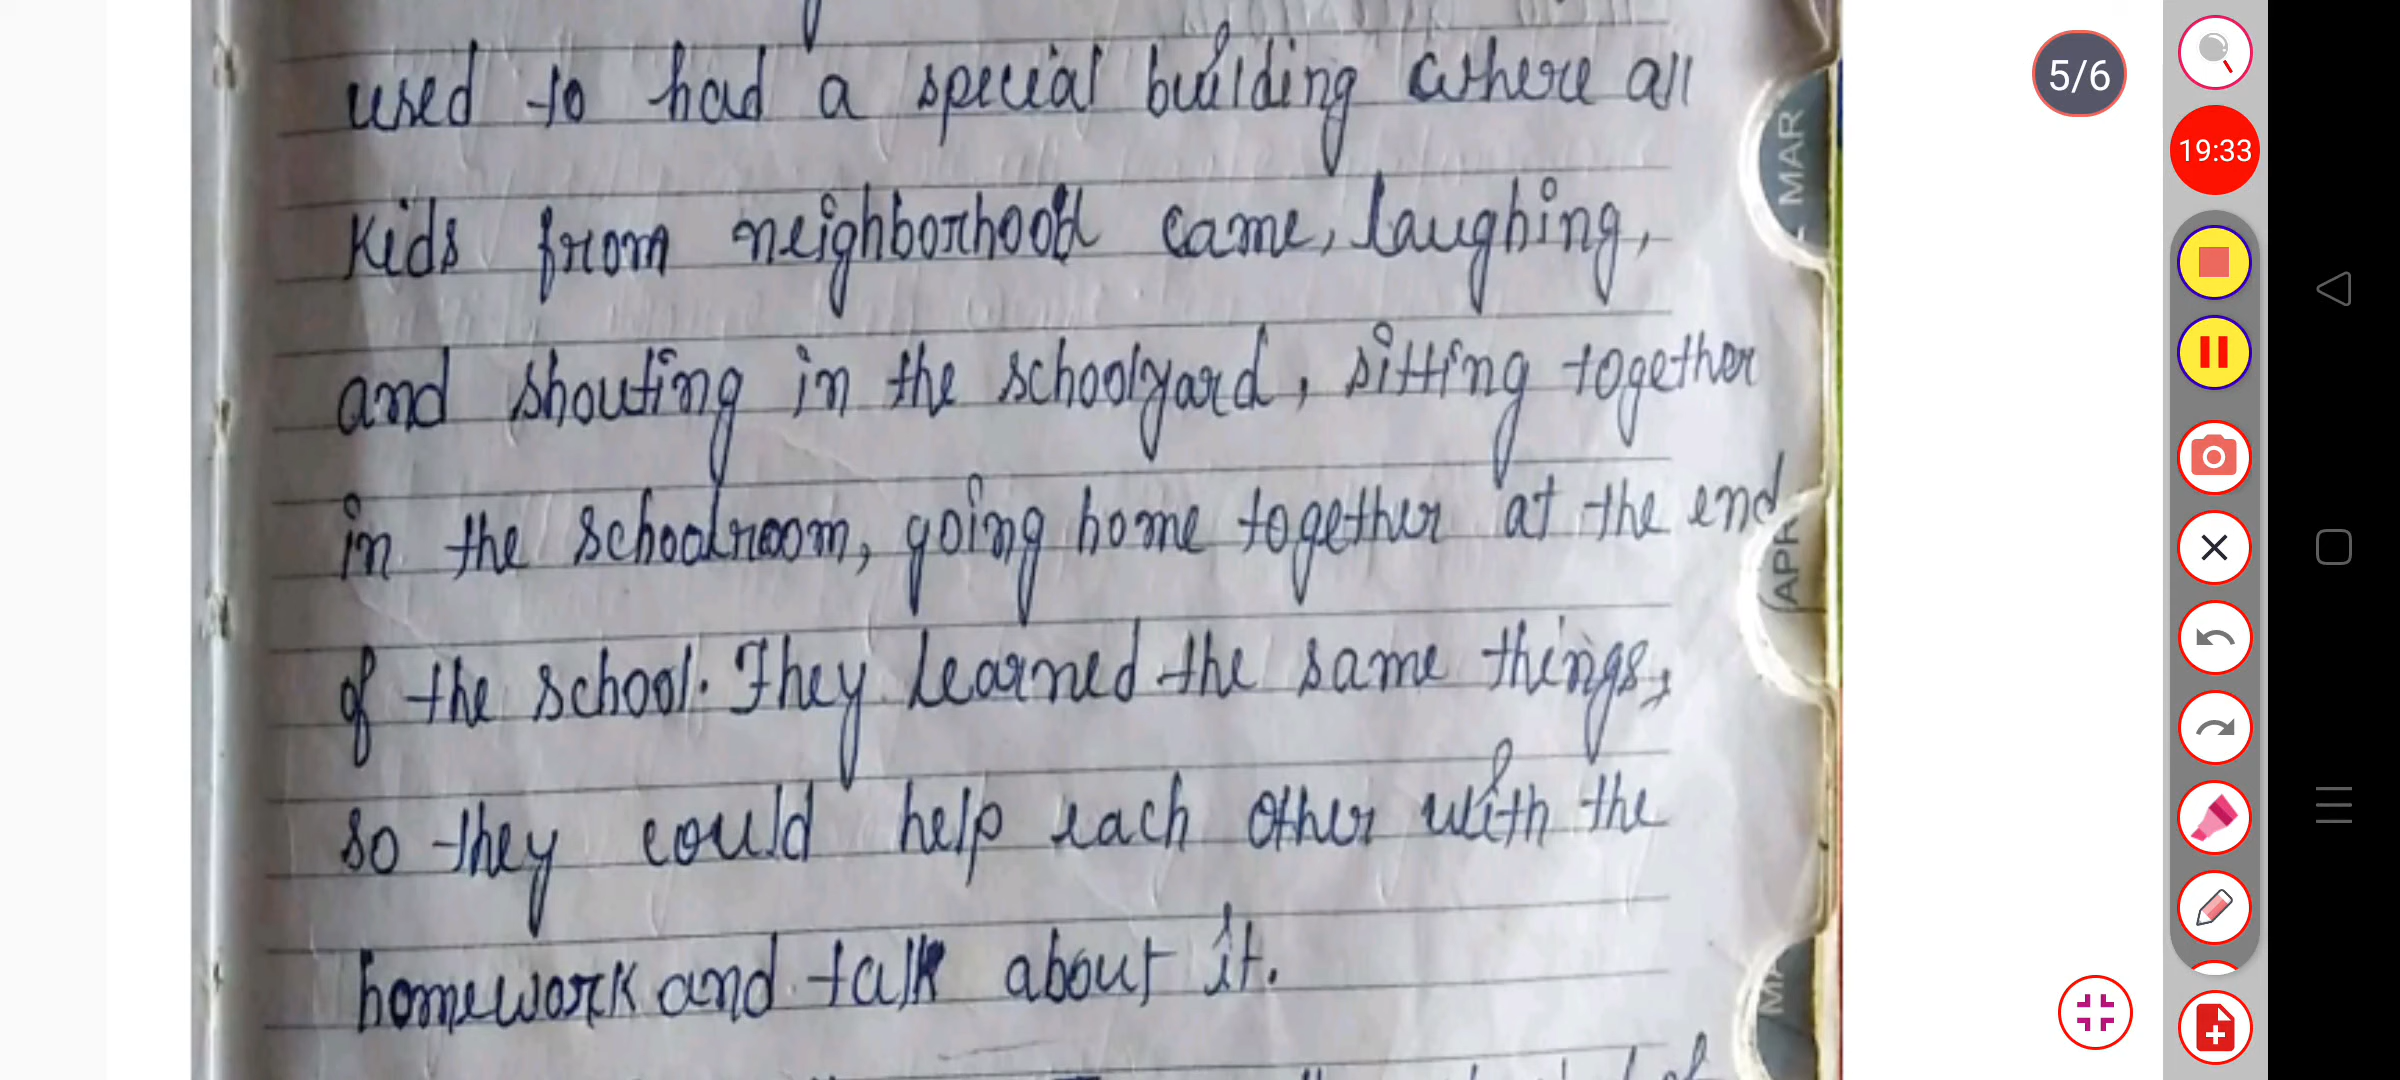 used to had a special building where all
kids from neighborhood came, laughing,
and shouting in the schoolyard, sitting together
in the schoolroom, going home together at the end
of the school. They learned the same things,
so they could help each other with the
homework and talk about it.
MAR
APR
MA
5/6
19:33